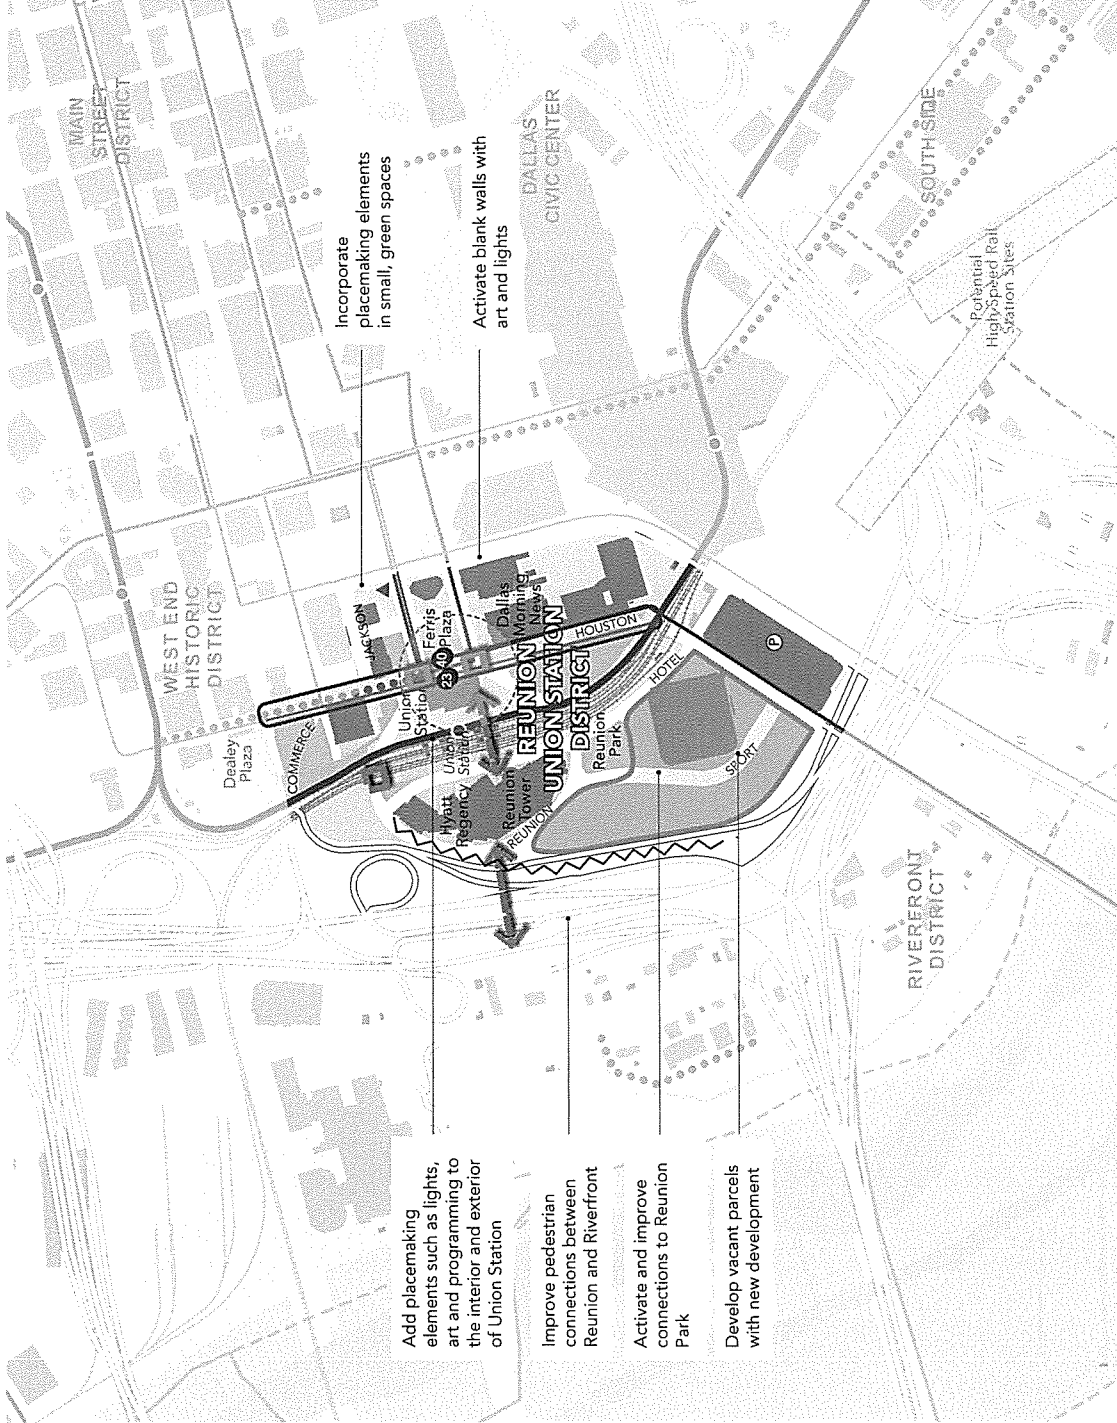 Add placemaking
elements such as lights,
art and programming to
the interior and exterior
of Union Station
Improve pedestrian
connections between
Reunion and Riverfront
Activate and improve
connections to Reunion
Park
Develop vacant parcels
with new development
Incorporate
placemaking elements
in small, green spaces
Activate blank walls with
art and lights
MAIN
STREET
DISTRICT
WEST END
HISTORIC
DISTRICT
DALLAS
CIVIC CENTER
SOUTH SIDE
Potential
High Speed Rail
Station Sites
RIVERFRONT
DISTRICT
REUNION
UNION STATION
DISTRICT
Dealey
Plaza
COMMERCE
JACKSON
Union
Station
Union
Station
Ferris
Plaza
23
40
Dallas
Morning
News
HOUSTON
HOTEL
Hyatt
Regency
Reunion
Tower
REUNION
Reunion
Park
SPORT
P